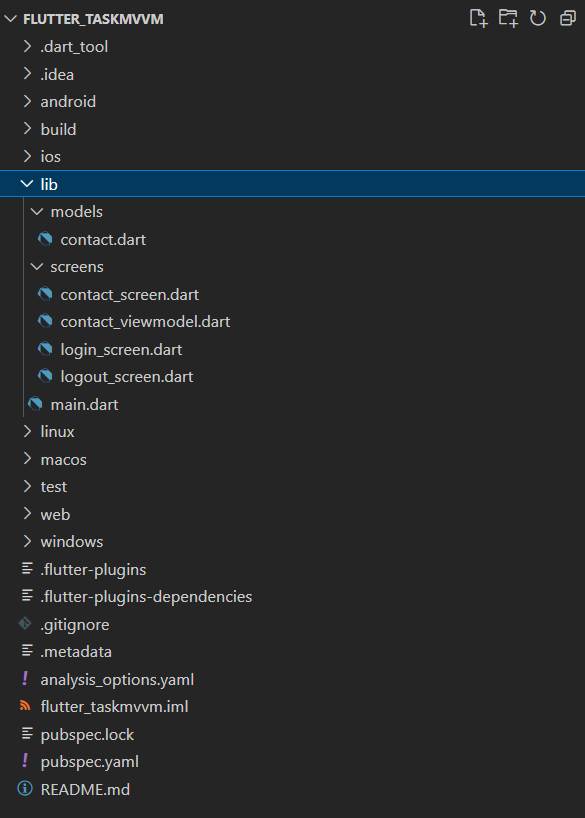 FLUTTER_TASKMVVM
.dart_tool
.idea
android
build
ios
lib
models
contact.dart
screens
contact_screen.dart
contact_viewmodel.dart
login_screen.dart
logout_screen.dart
main.dart
linux
macos
test
web
windows
.flutter-plugins
.flutter-plugins-dependencies
.gitignore
.metadata
analysis_options.yaml
flutter_taskmvvm.iml
pubspec.lock
pubspec.yaml
README.md